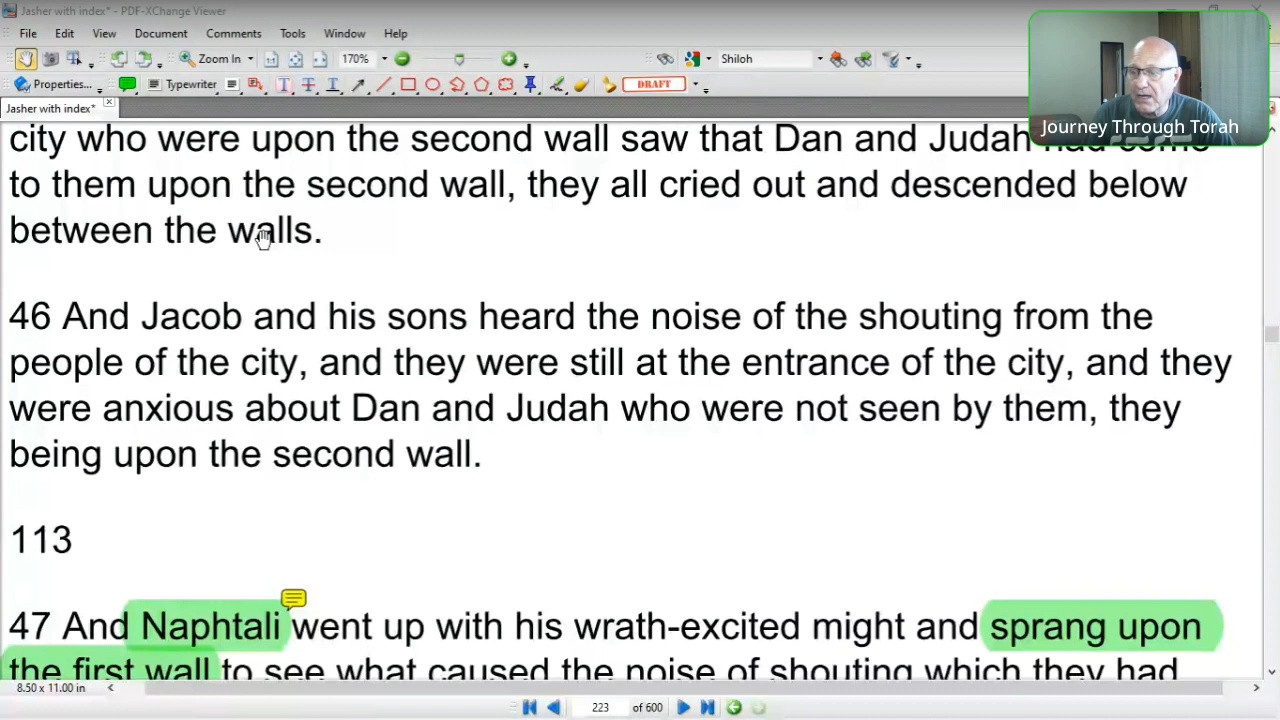 Jasher with index* - PDF-XChange Viewer
File Edit View Document Comments Tools Window Help
Zoom In 170% Shiloh
Properties... Typewriter DRAFT
Jasher with index*
Journey Through Torah
city who were upon the second wall saw that Dan and Judah had come
to them upon the second wall, they all cried out and descended below
between the walls.
46 And Jacob and his sons heard the noise of the shouting from the
people of the city, and they were still at the entrance of the city, and they
were anxious about Dan and Judah who were not seen by them, they
being upon the second wall.
113
47 And Naphtali went up with his wrath-excited might and sprang upon
the first wall to see what caused the noise of shouting which they had
8.50 x 11.00 in
223 of 600